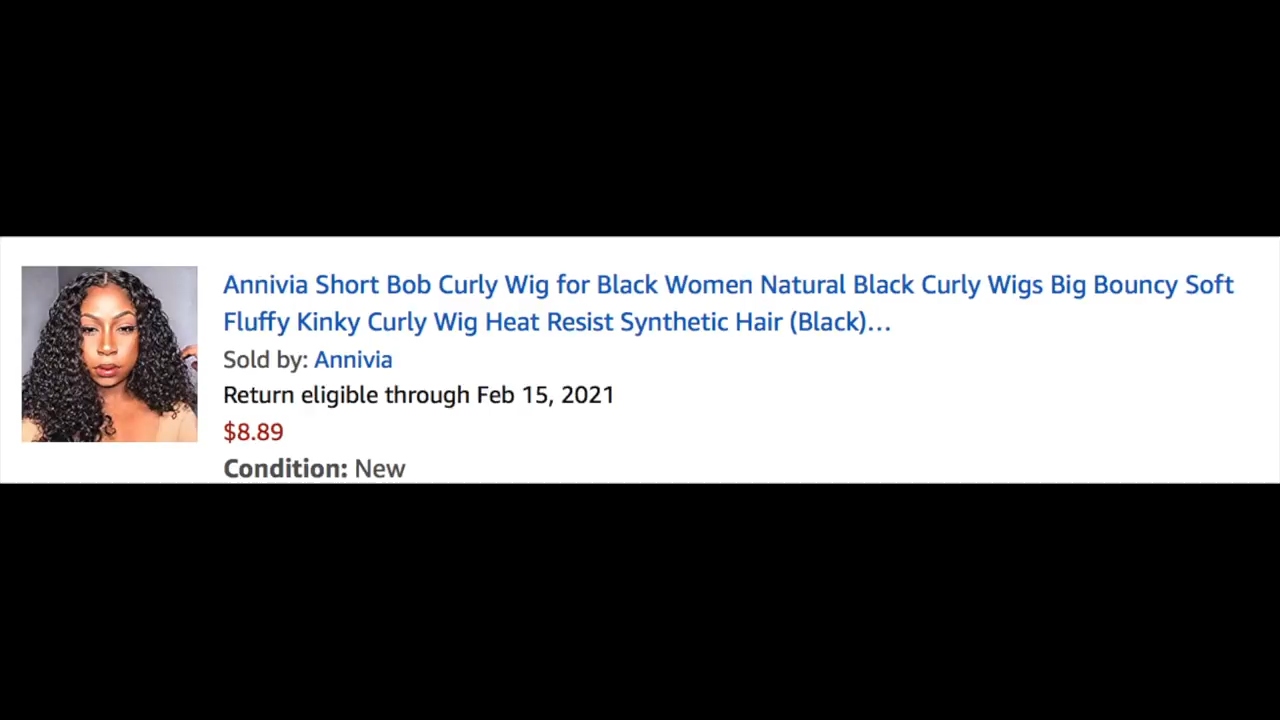 Annivia Short Bob Curly Wig for Black Women Natural Black Curly Wigs Big Bouncy Soft
Fluffy Kinky Curly Wig Heat Resist Synthetic Hair (Black)...
Sold by: Annivia
Return eligible through Feb 15, 2021
$8.89
Condition: New